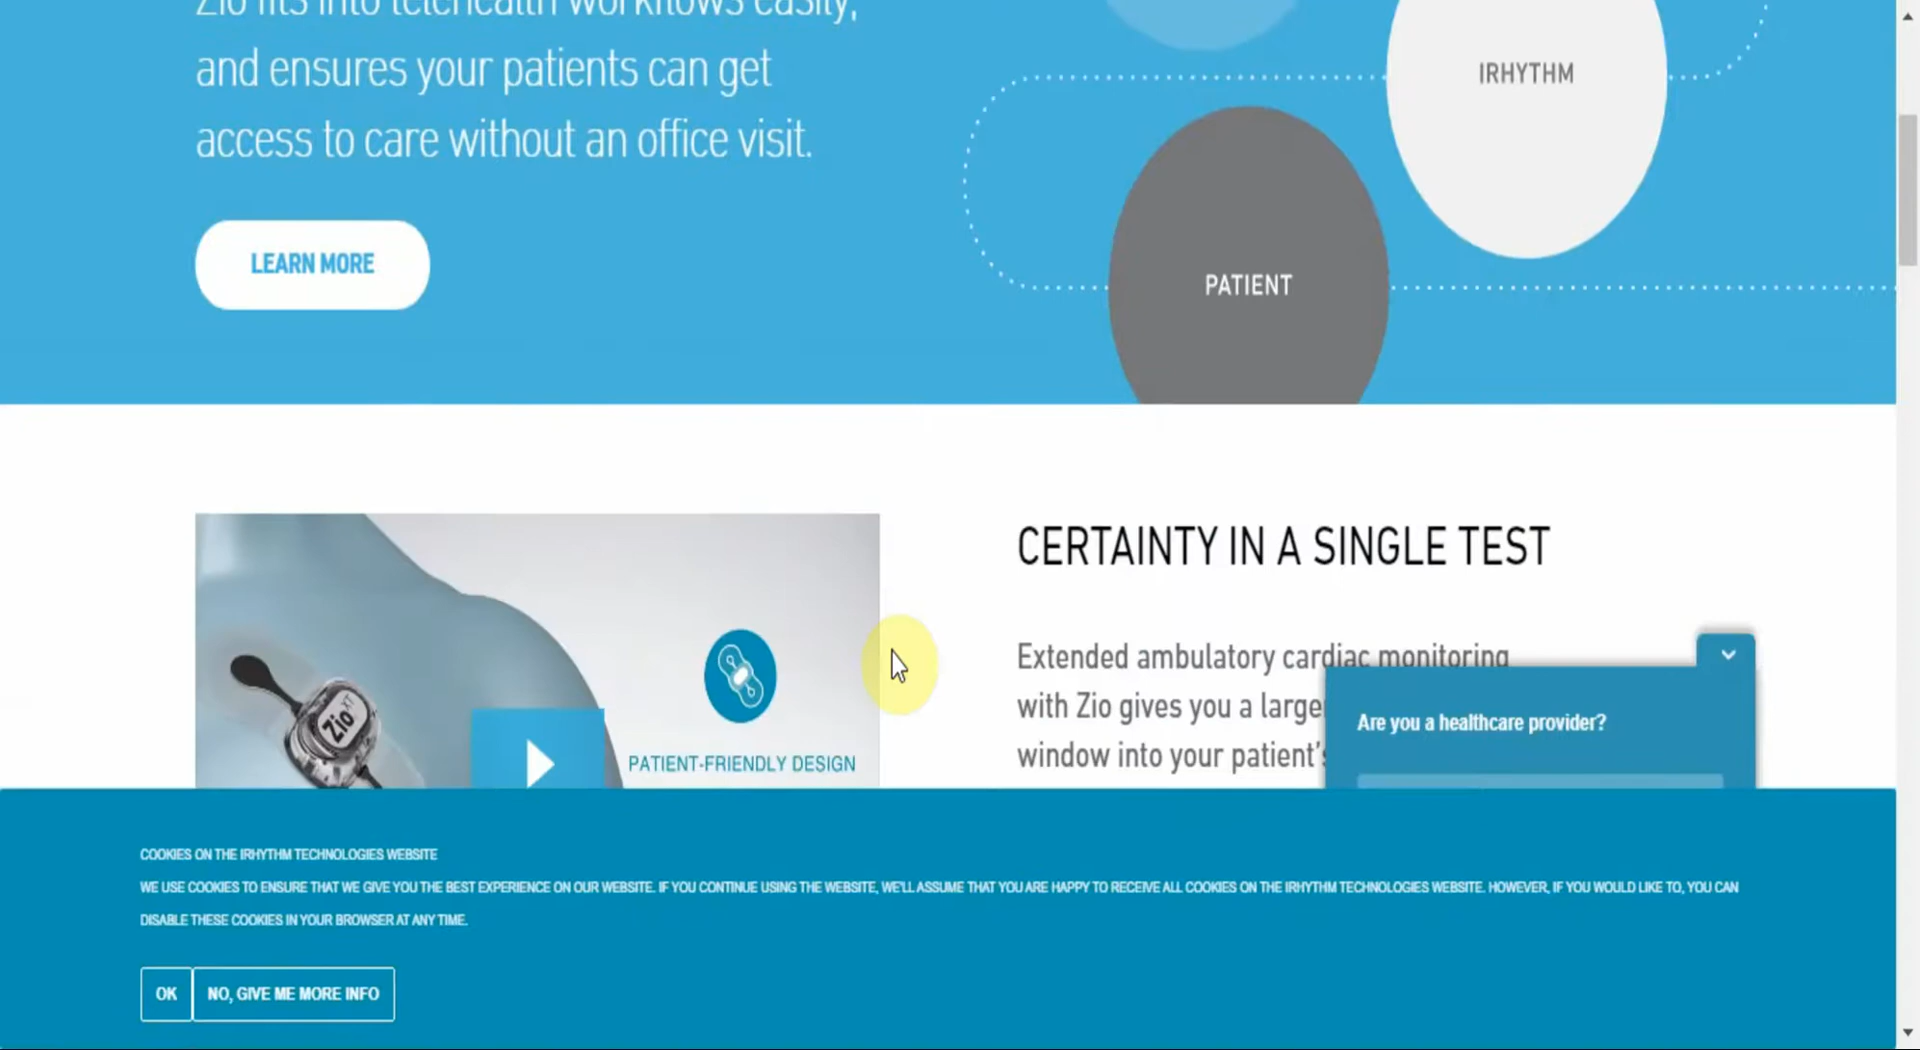 Zio fits into telehealth workflows easily,
and ensures your patients can get
access to care without an office visit.
LEARN MORE
IRHYTHM
PATIENT
Zio XT
PATIENT-FRIENDLY DESIGN
CERTAINTY IN A SINGLE TEST
Extended ambulatory cardiac monitoring
with Zio gives you a larger
window into your patient's
Are you a healthcare provider?
COOKIES ON THE IRHYTHM TECHNOLOGIES WEBSITE
WE USE COOKIES TO ENSURE THAT WE GIVE YOU THE BEST EXPERIENCE ON OUR WEBSITE. IF YOU CONTINUE USING THE WEBSITE, WE'LL ASSUME THAT YOU ARE HAPPY TO RECEIVE ALL COOKIES ON THE IRHYTHM TECHNOLOGIES WEBSITE. HOWEVER, IF YOU WOULD LIKE TO, YOU CAN
DISABLE THESE COOKIES IN YOUR BROWSER AT ANY TIME.
OK
NO, GIVE ME MORE INFO